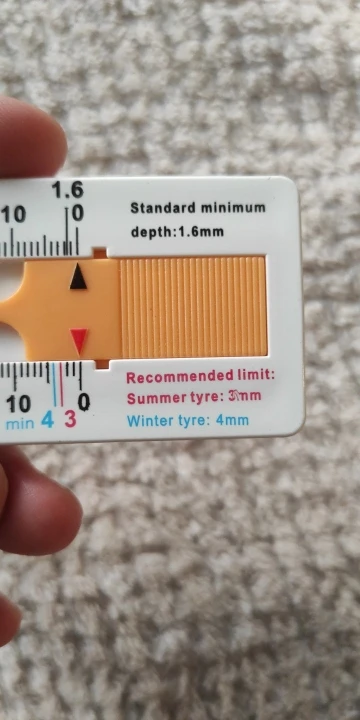 1.6
10 0
Standard minimum
depth:1.6mm
Recommended limit:
Summer tyre: 3mm
Winter tyre: 4mm
10 0
min 4 3